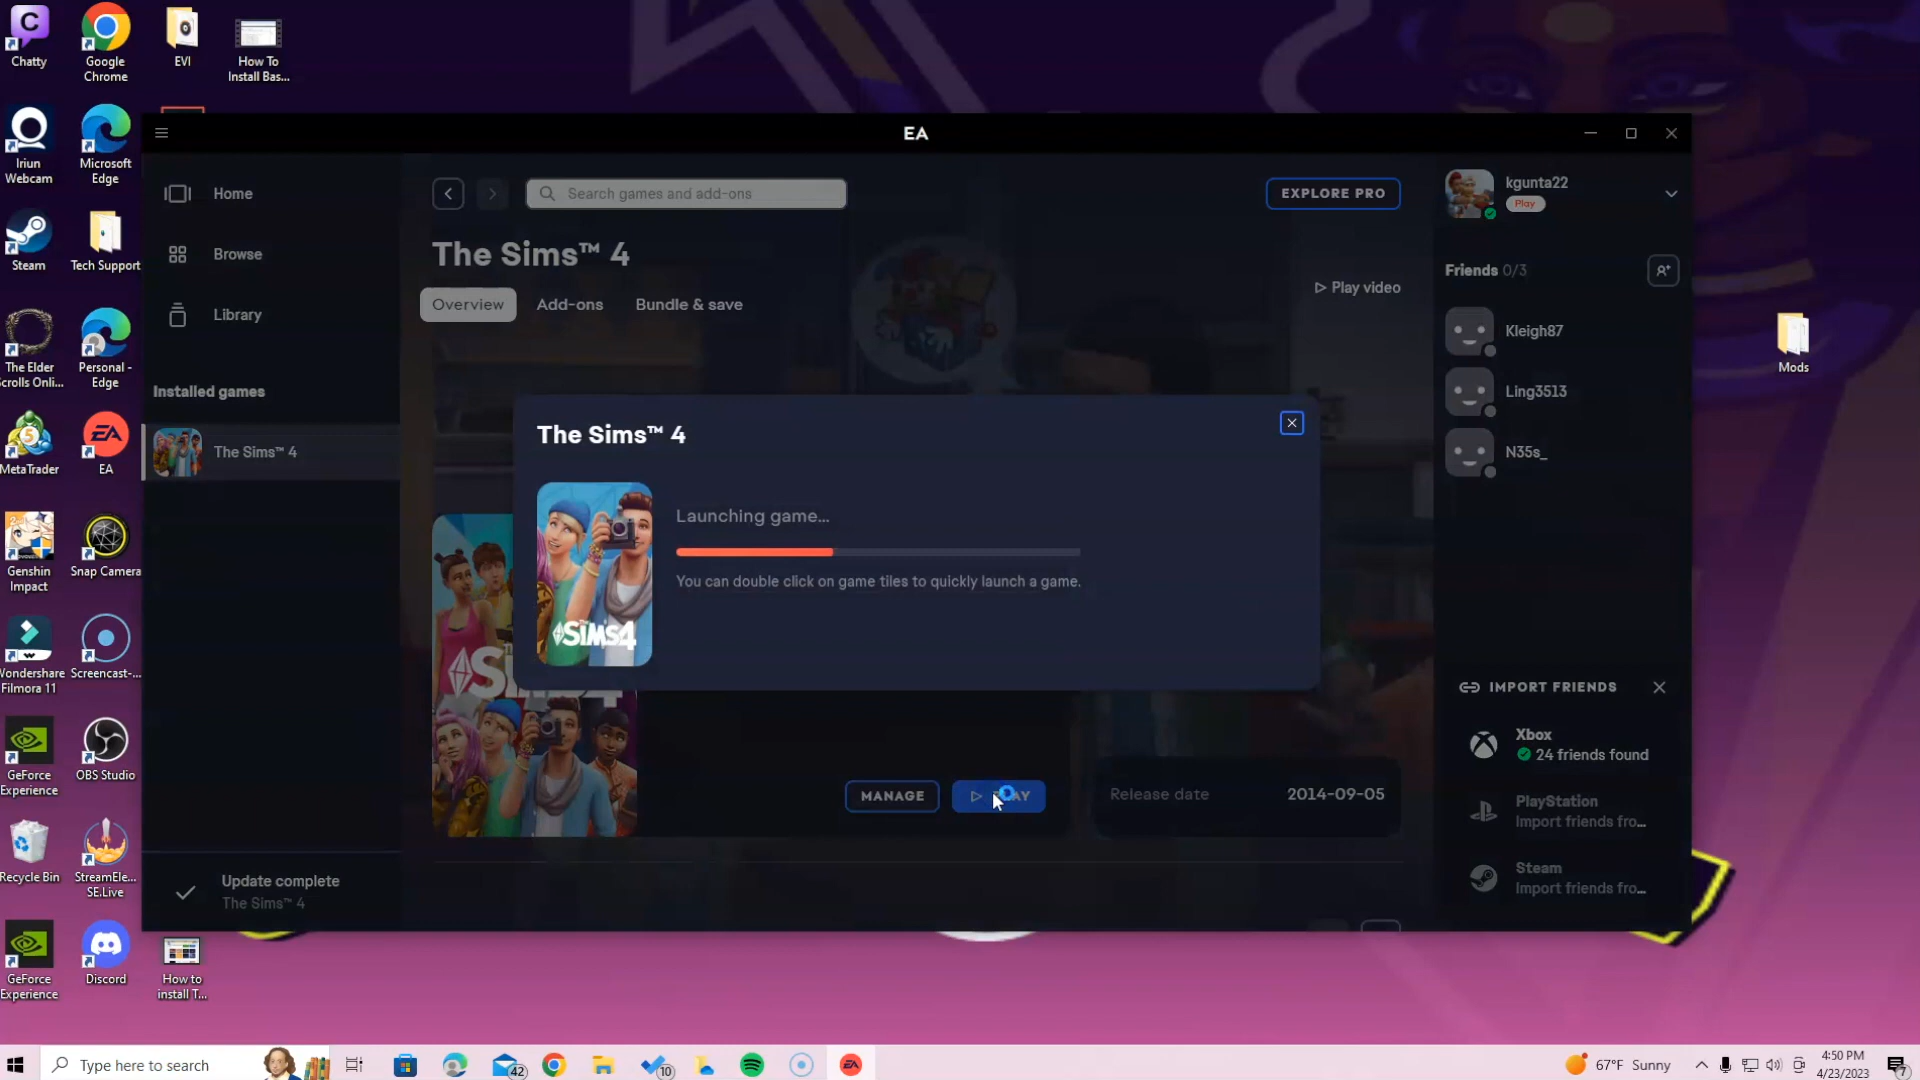 Chatty
Google
Chrome
EVI
How To
Install Bas...
Iriun
Webcam
Microsoft
Edge
Steam
Tech Support
The Elder
Scrolls Onli...
Personal -
Edge
MetaTrader
EA
Genshin
Impact
Snap Camera
Wondershare
Filmora 11
Screencast-...
GeForce
Experience
OBS Studio
Recycle Bin
StreamEle...
SE.Live
GeForce
Experience
Discord
How to
install T...
Mods
EA
Home
Browse
Library
Installed games
The Sims™ 4
Update complete
The Sims™ 4
Search games and add-ons
EXPLORE PRO
The Sims™ 4
Play video
Overview
Add-ons
Bundle & save
The Sims™ 4
Launching game...
You can double click on game tiles to quickly launch a game.
The
SIMS4
MANAGE
PLAY
Release date
2014-09-05
kgunta22
Play
Friends 0/3
Kleigh87
Ling3513
N35s_
IMPORT FRIENDS
Xbox
24 friends found
PlayStation
Import friends fro...
Steam
Import friends fro...
Type here to search
42
10
67°F Sunny
4:50 PM
4/23/2023
7